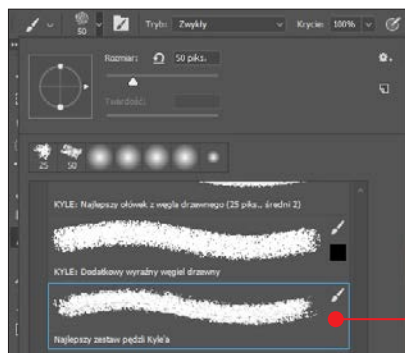 50 Tryb: Zwykły Krycie: 100%
Rozmiar: 50 piks.
Twardość:
25 50
KYLE: Najlepszy ołówek z węgla drzewnego (25 piks., średni 2)
KYLE: Dodatkowy wyraźny węgiel drzewny
Najlepszy zestaw pędzli Kyle'a